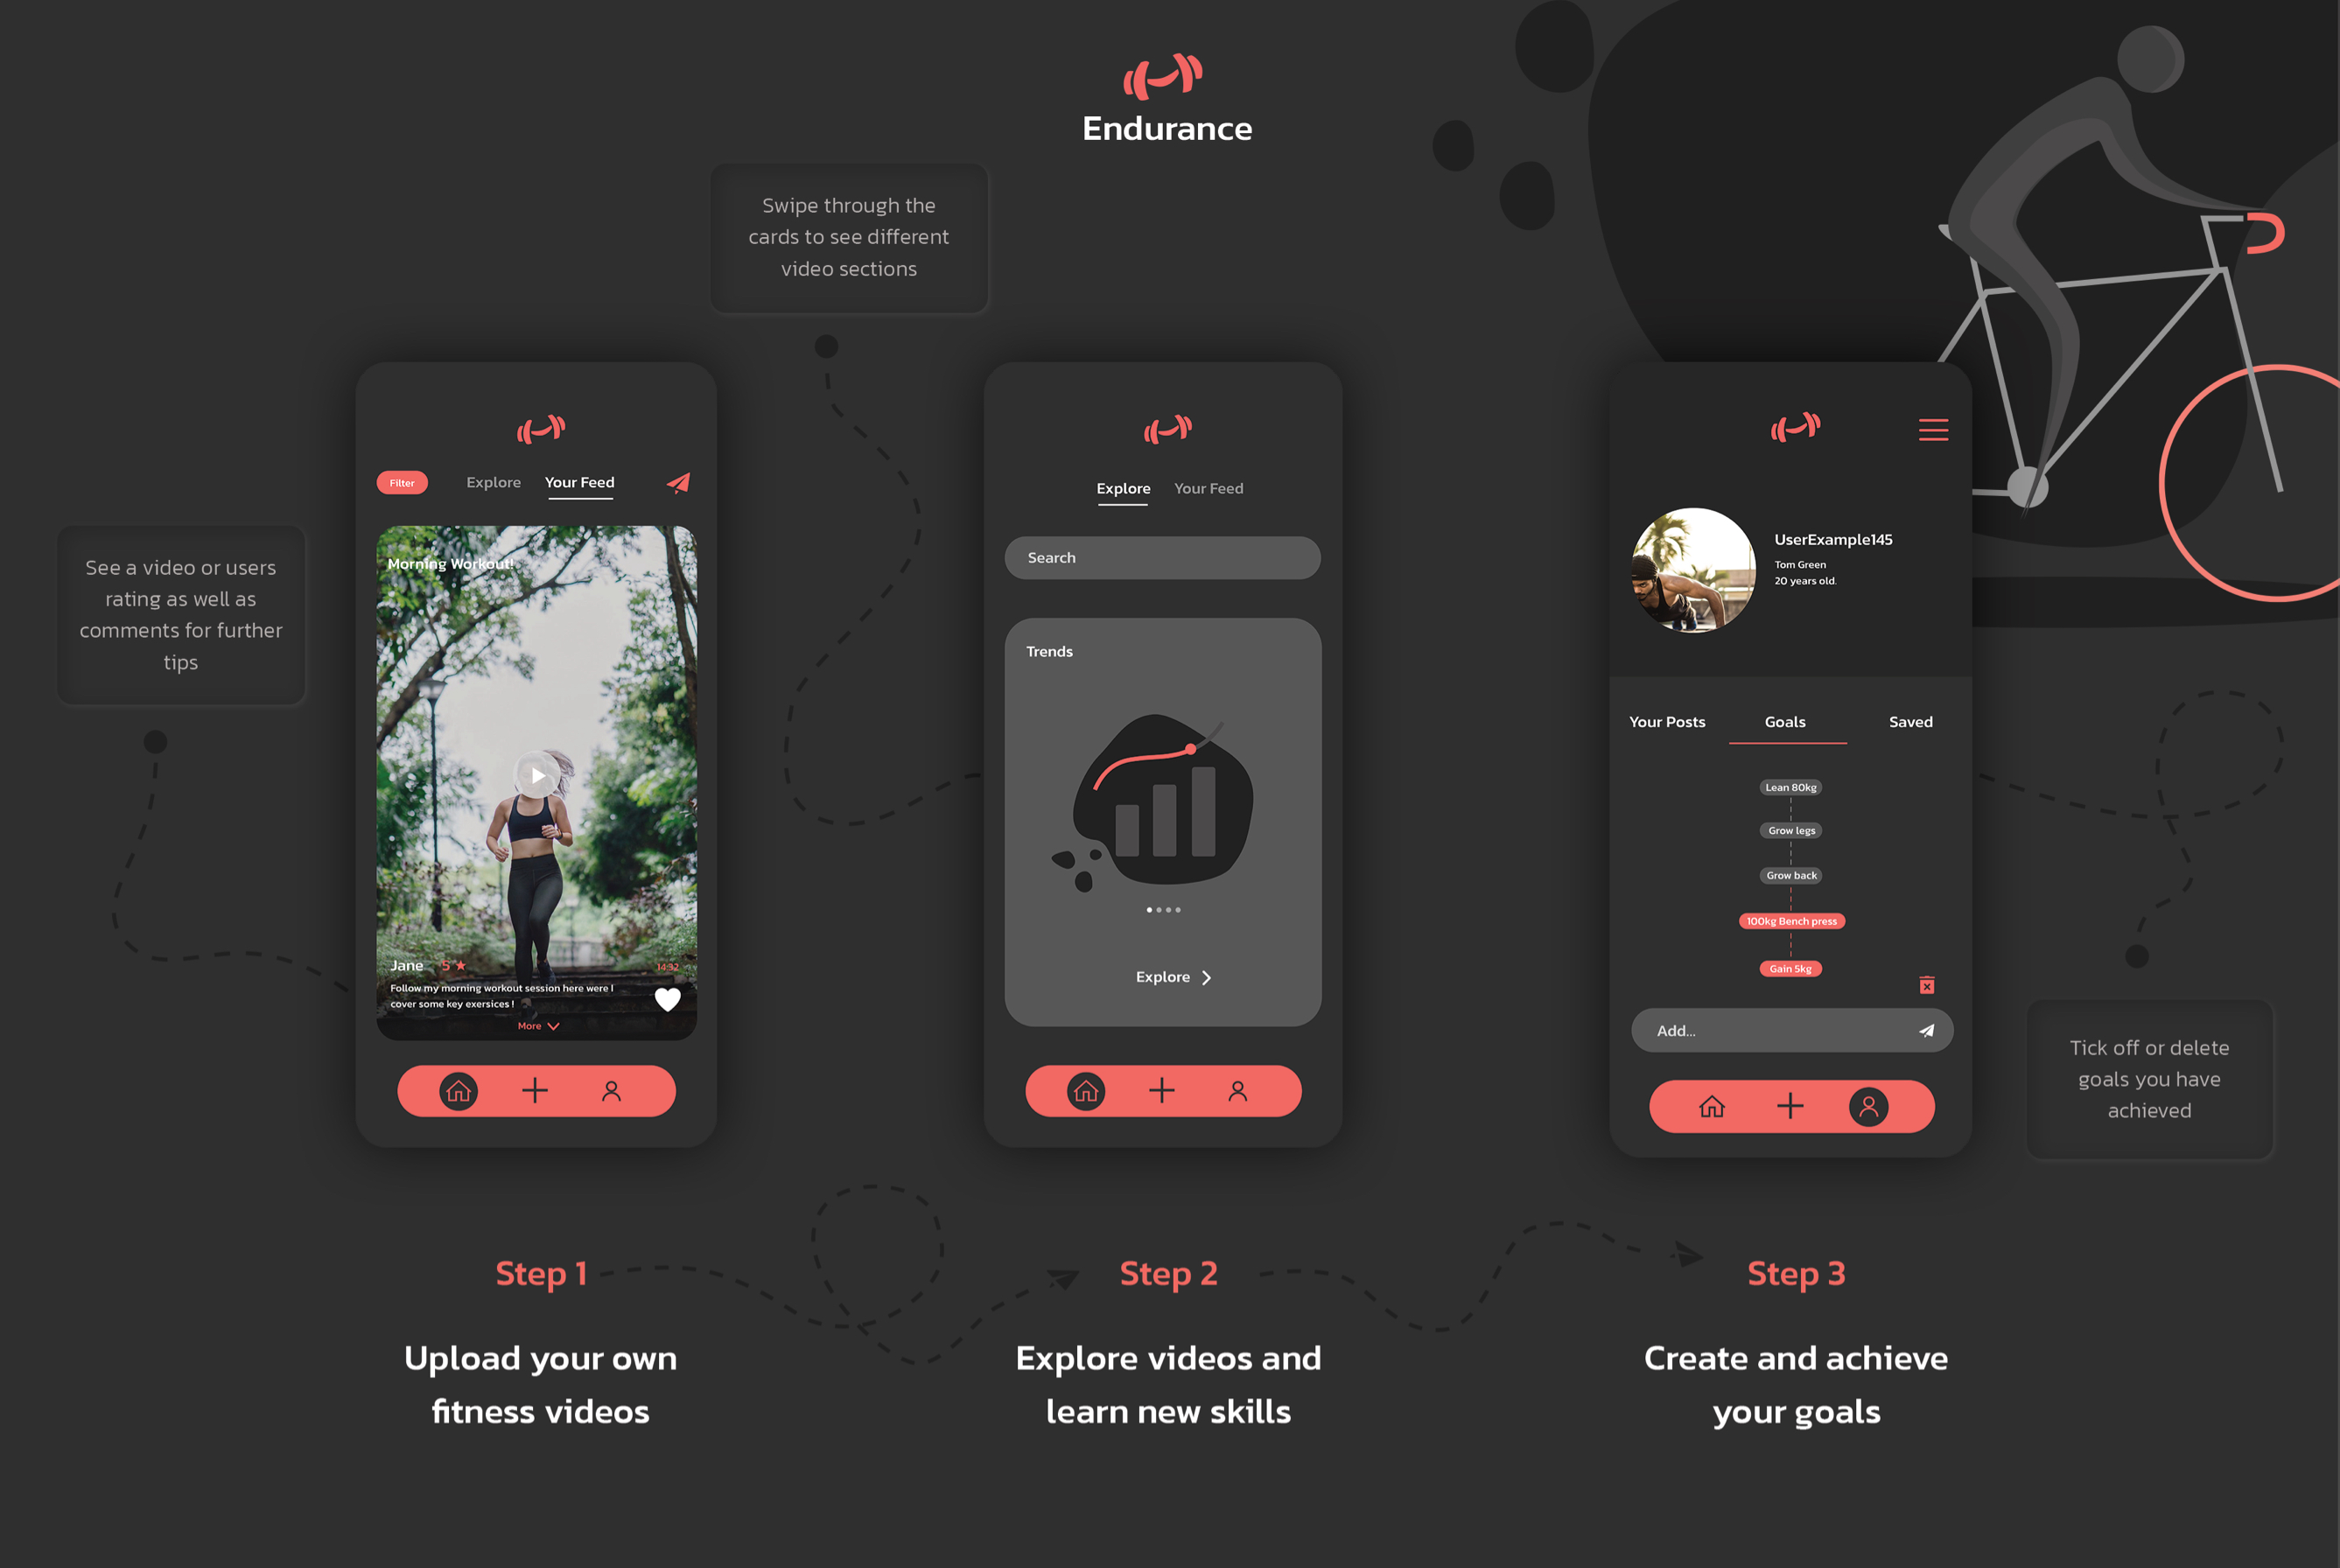 Endurance
Swipe through the
cards to see different
video sections
See a video or users
rating as well as
comments for further
tips
Filter
Explore
Your Feed
Morning Workout!
Jane 5
14:32
Follow my morning workout session here were I
cover some key exersices !
More
Explore
Your Feed
Search
Trends
Explore
UserExample145
Tom Green
20 years old.
Your Posts
Goals
Saved
Lean 80kg
Grow legs
Grow back
100kg Bench press
Gain 5kg
Add...
Tick off or delete
goals you have
achieved
Step 1
Upload your own
fitness videos
Step 2
Explore videos and
learn new skills
Step 3
Create and achieve
your goals